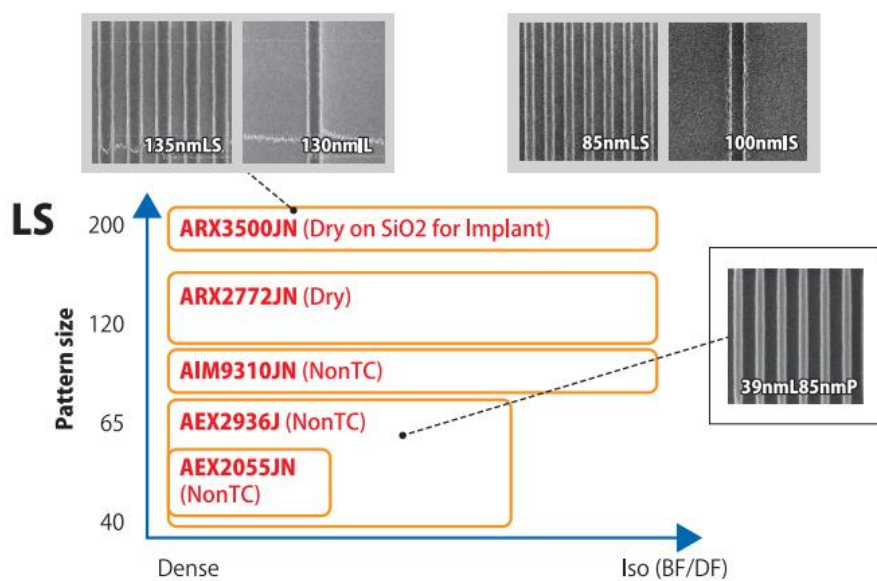 135nmLS
130nmIL
85nmLS
100nmIS
LS
Pattern size
200
120
65
40
ARX3500JN (Dry on SiO2 for Implant)
ARX2772JN (Dry)
AIM9310JN (NonTC)
AEX2936J (NonTC)
AEX2055JN
(NonTC)
39nmL85nmP
Dense
Iso (BF/DF)